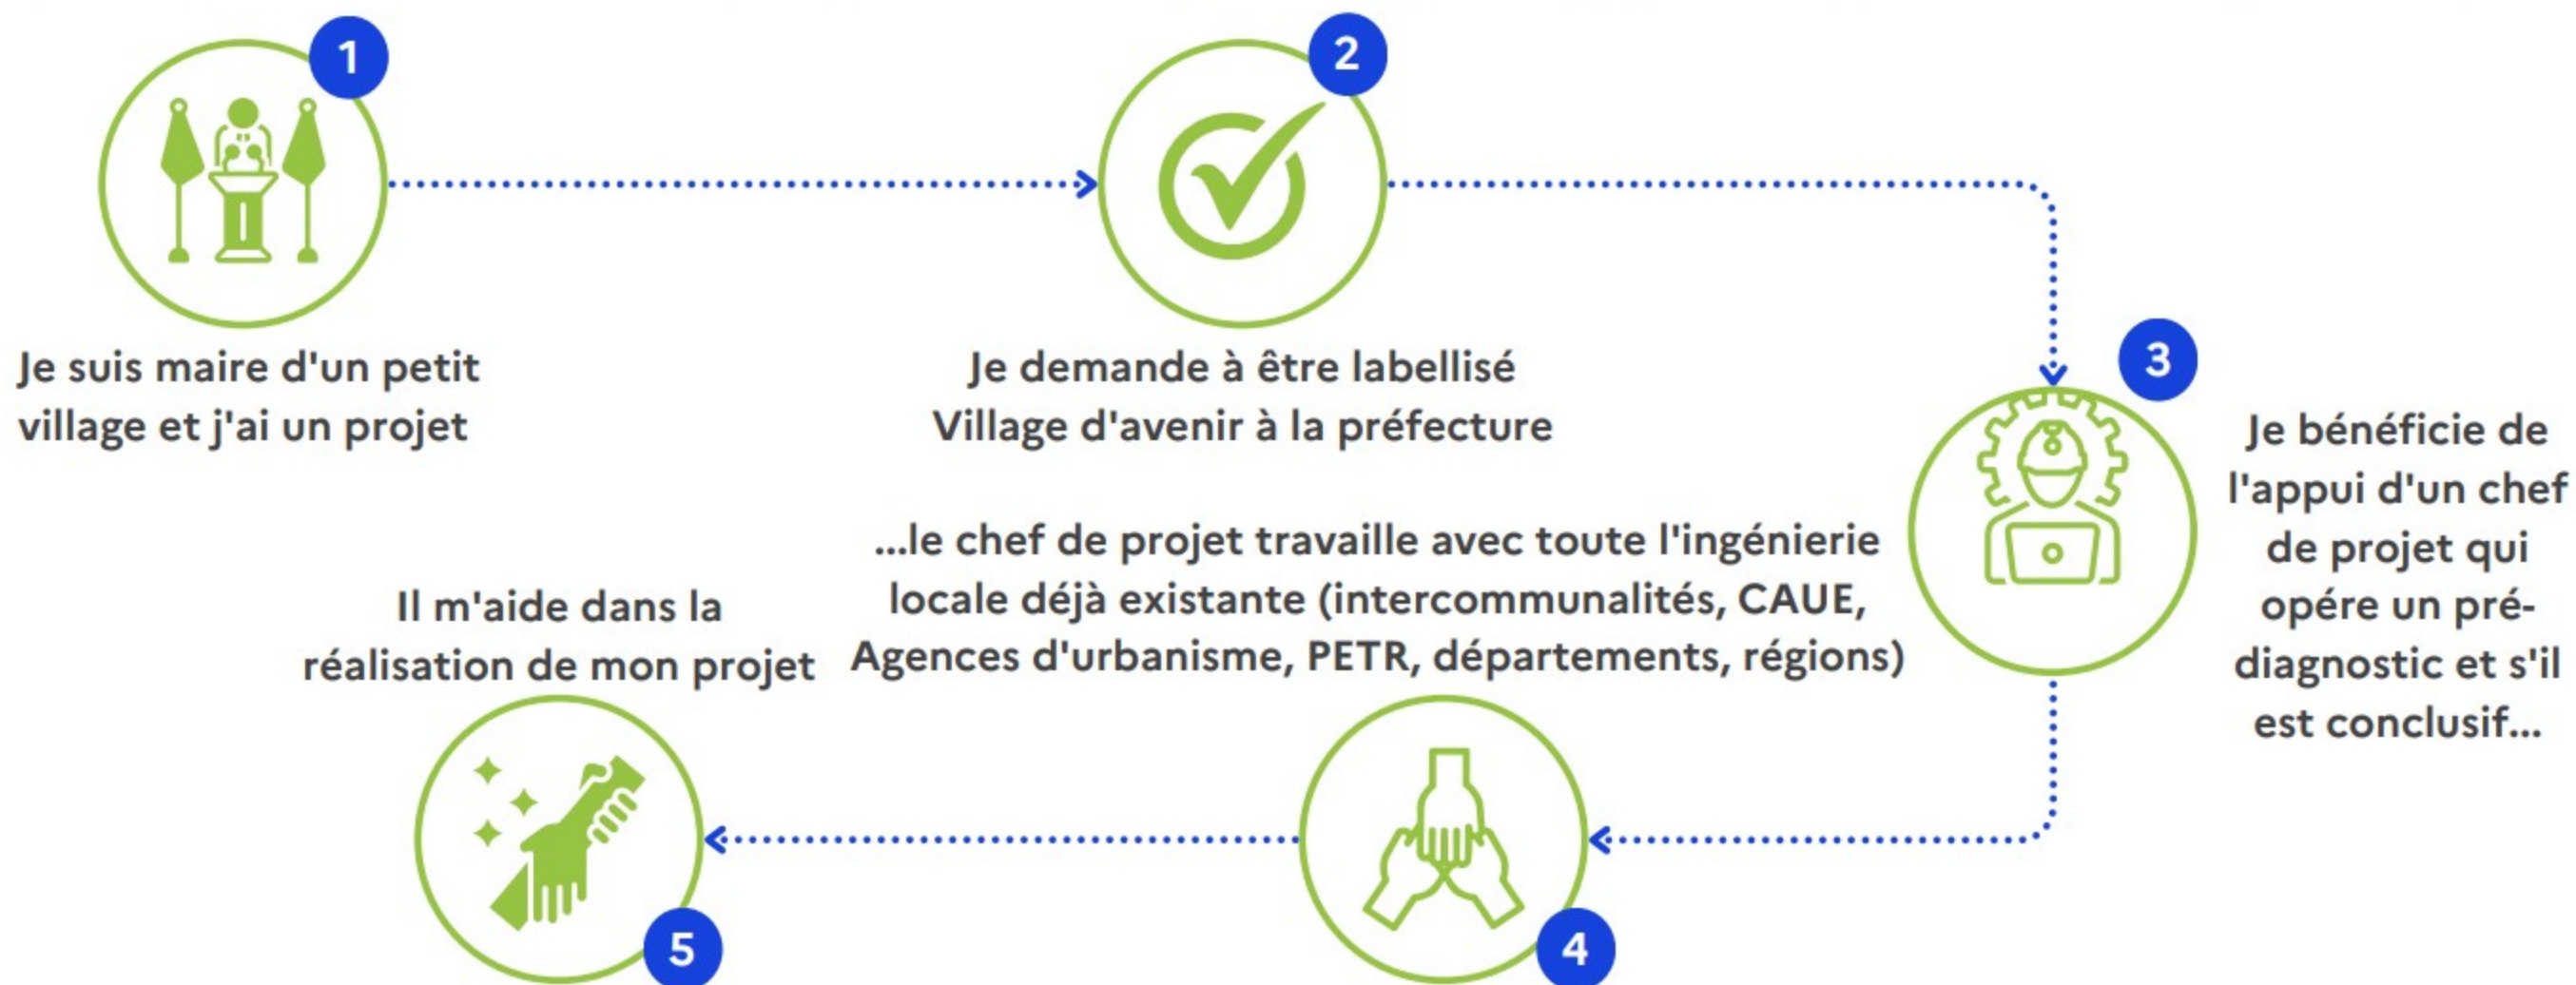 1
Je suis maire d'un petit
village et j'ai un projet
2
Je demande à être labellisé
Village d'avenir à la préfecture
3
Je bénéficie de
l'appui d'un chef
de projet qui
opére un pré-
diagnostic et s'il
est conclusif...
...le chef de projet travaille avec toute l'ingénierie
locale déjà existante (intercommunalités, CAUE,
Agences d'urbanisme, PETR, départements, régions)
4
Il m'aide dans la
réalisation de mon projet
5